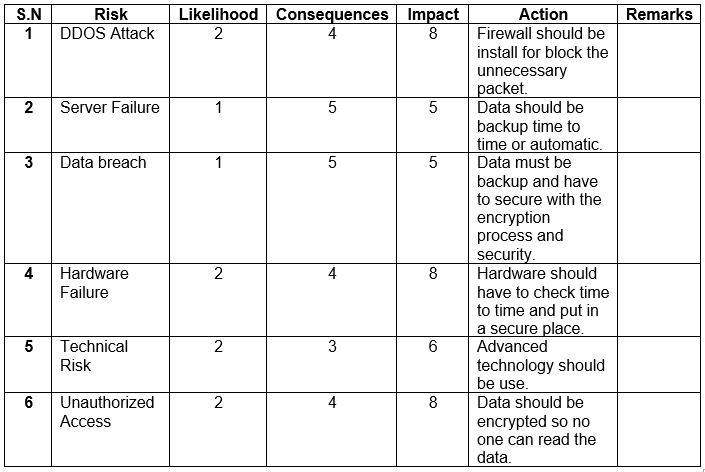 S.N Risk Likelihood Consequences Impact Action Remarks
1 DDOS Attack 2 4 8 Firewall should be
install for block the
unnecessary
packet.
2 Server Failure 1 5 5 Data should be
backup time to
time or automatic.
3 Data breach 1 5 5 Data must be
backup and have
to secure with the
encryption
process and
security.
4 Hardware 2 4 8 Hardware should
Failure have to check time
to time and put in
a secure place.
5 Technical 2 3 6 Advanced
Risk technology should
be use.
6 Unauthorized 2 4 8 Data should be
Access encrypted so no
one can read the
data.